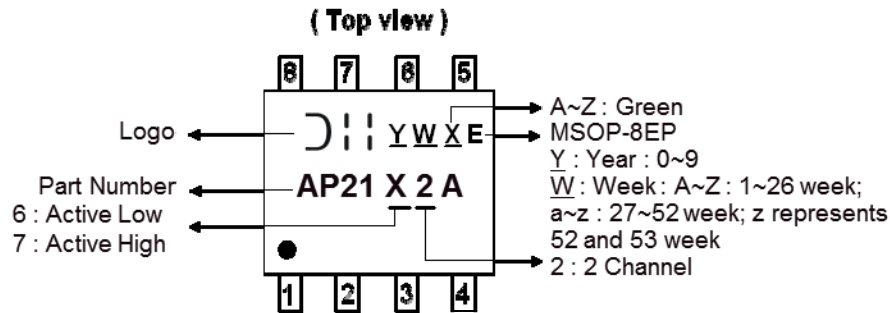 ( Top view )
8 7 6 5
Logo
Y W X E
A~Z : Green
MSOP-8EP
Y : Year : 0~9
W : Week : A~Z : 1~26 week;
a~z : 27~52 week; z represents
52 and 53 week
2 : 2 Channel
Part Number
AP21 X 2 A
6 : Active Low
7 : Active High
1 2 3 4